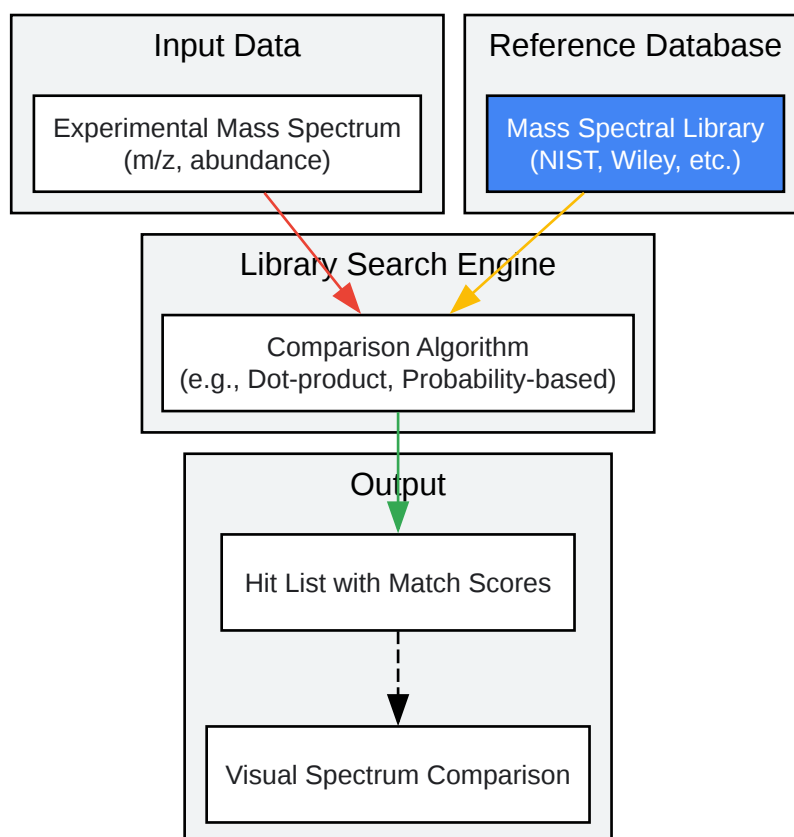 Input Data
Experimental Mass Spectrum
(m/z, abundance)
Reference Database
Mass Spectral Library
(NIST, Wiley, etc.)
Library Search Engine
Comparison Algorithm
(e.g., Dot-product, Probability-based)
Output
Hit List with Match Scores
Visual Spectrum Comparison